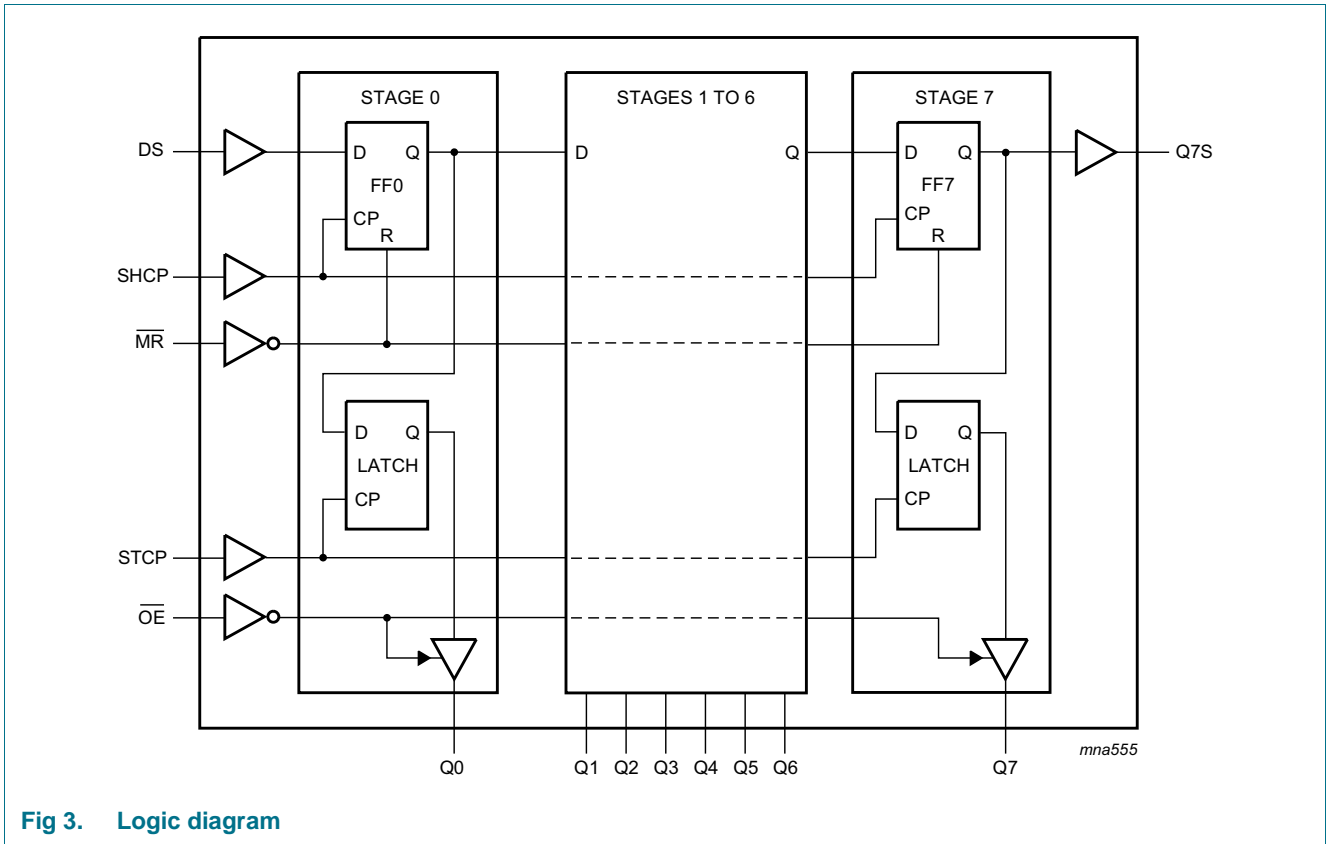 STAGE 0
STAGES 1 TO 6
STAGE 7
DS
D
Q
D
Q
D
Q
Q7S
FF0
FF7
CP
CP
R
R
SHCP
MR
D
Q
D
Q
LATCH
LATCH
CP
CP
STCP
OE
mna555
Q0
Q1
Q2
Q3
Q4
Q5
Q6
Q7
Fig 3. Logic diagram